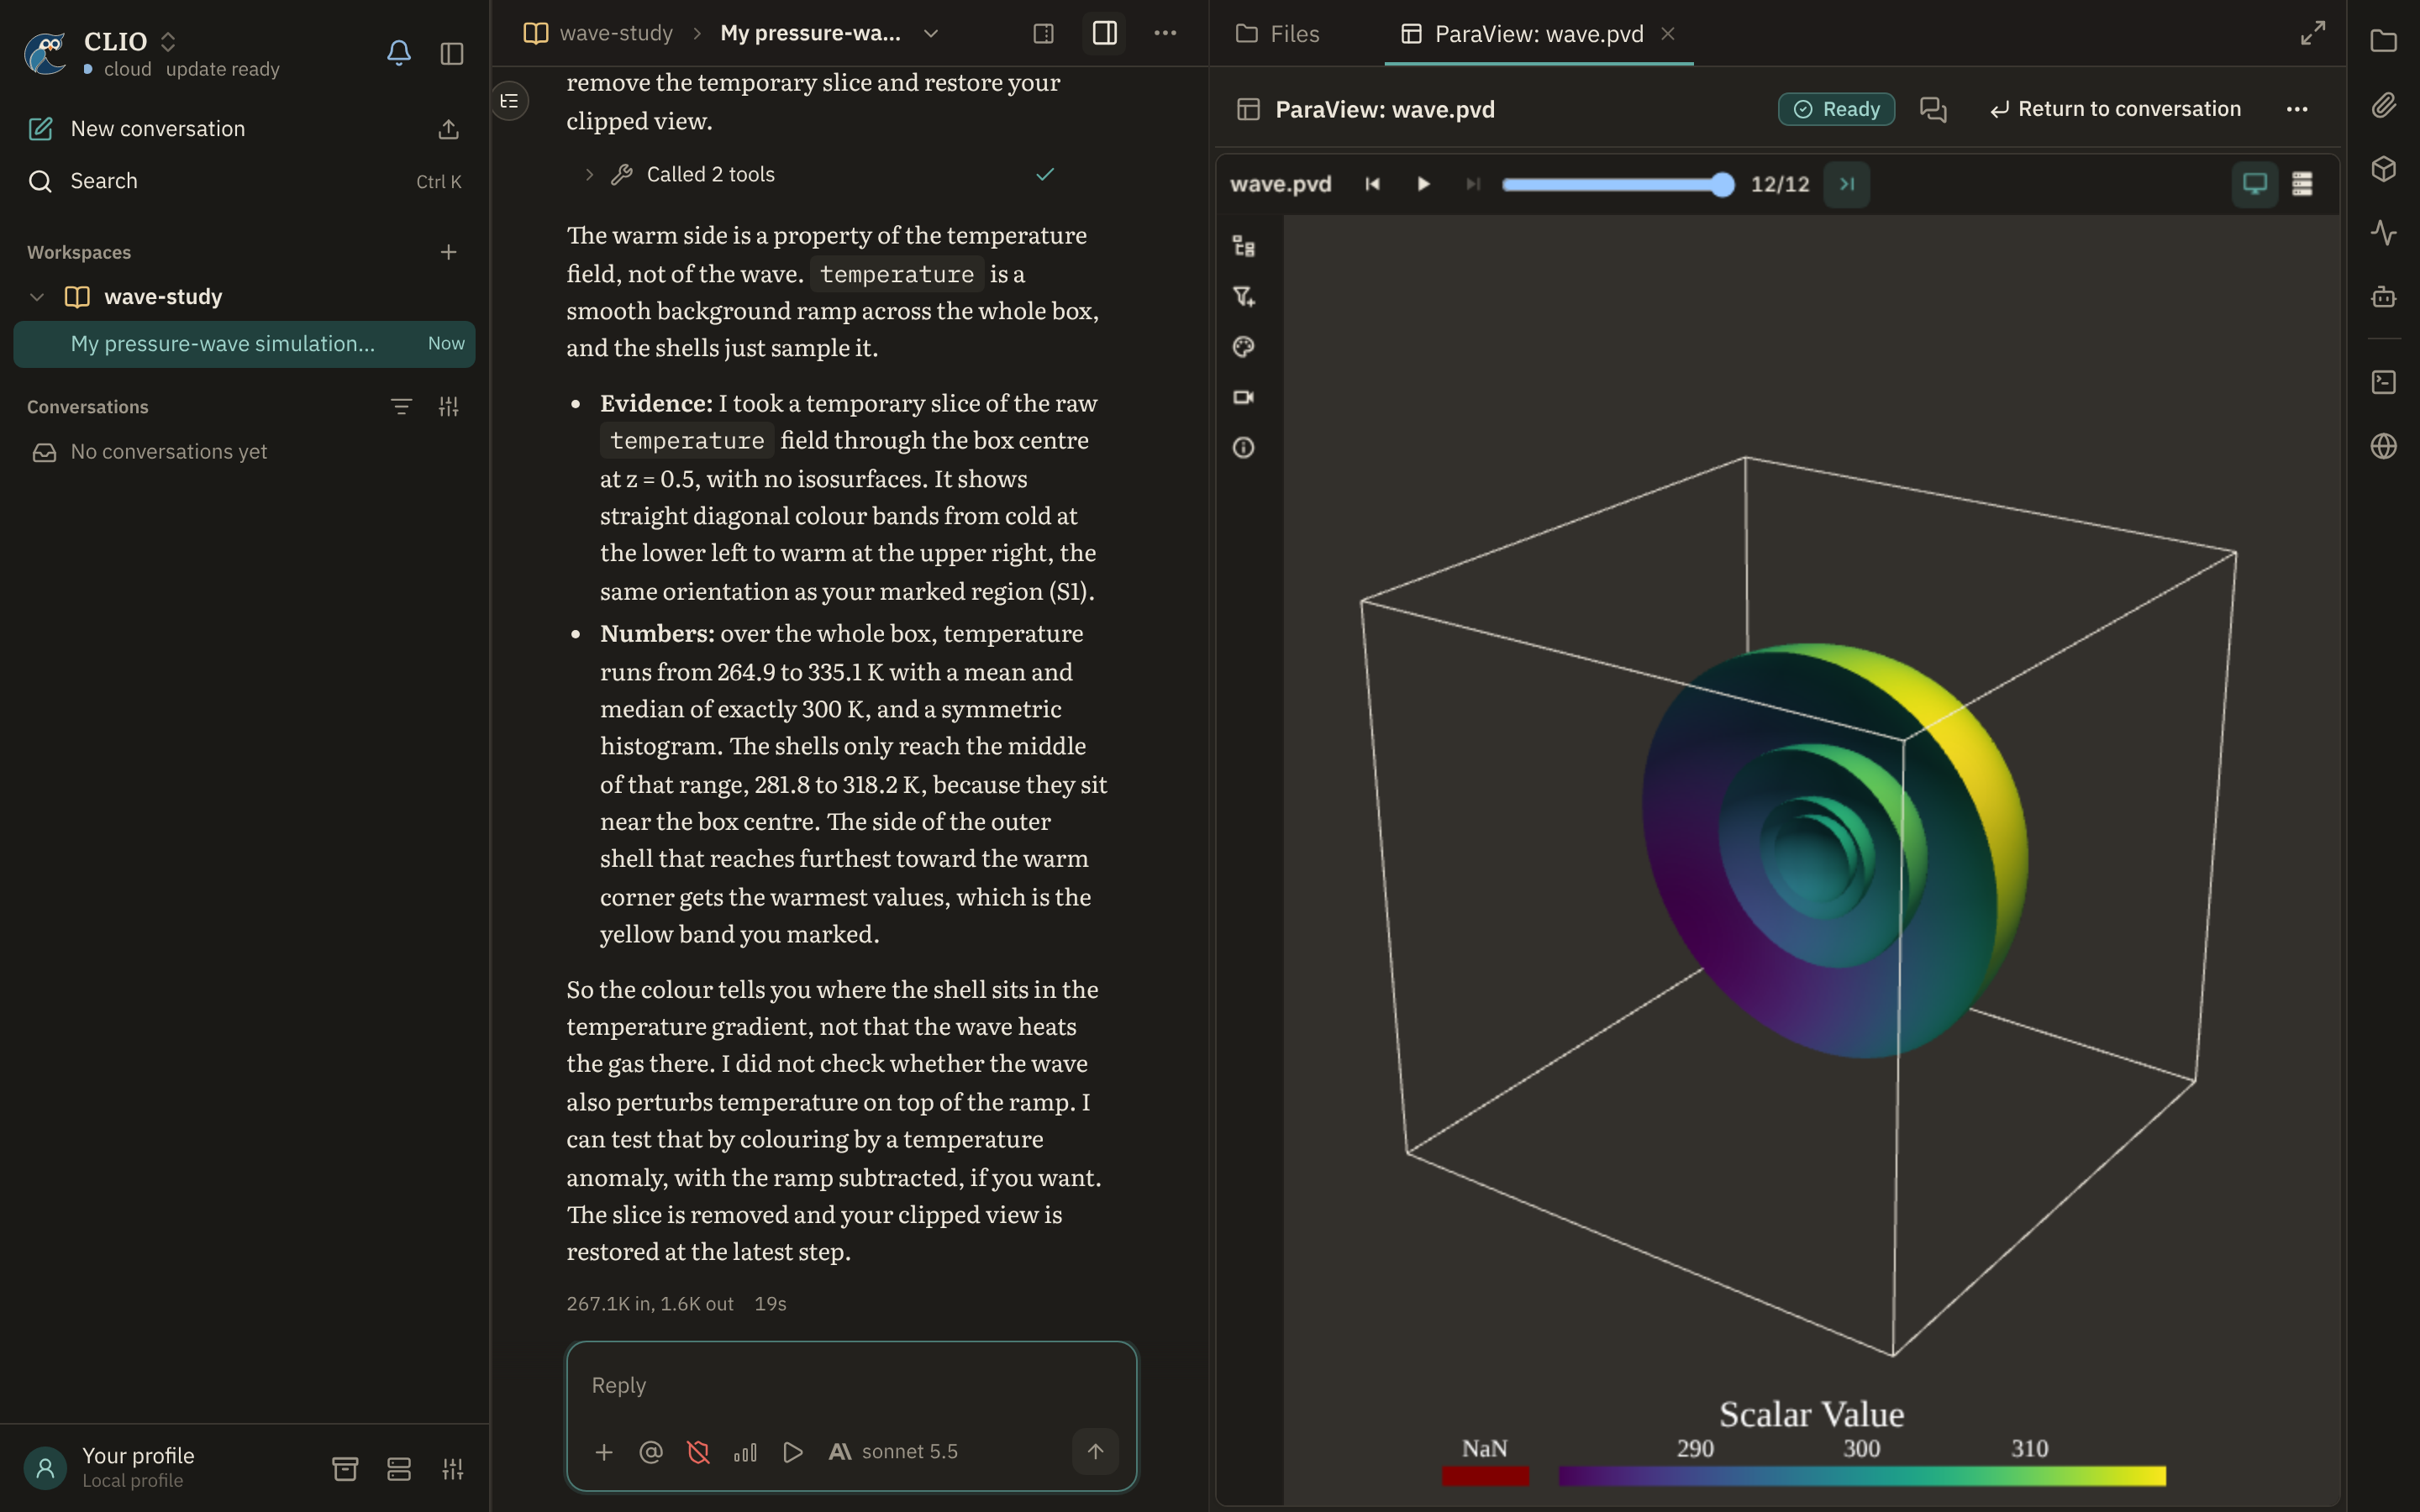 CLIO
cloud update ready
New conversation
Search Ctrl K
Workspaces
wave-study
My pressure-wave simulation... Now
Conversations
No conversations yet
Your profile
Local profile
wave-study My pressure-wa...
remove the temporary slice and restore your
clipped view.
Called 2 tools
The warm side is a property of the temperature
field, not of the wave. temperature is a
smooth background ramp across the whole box,
and the shells just sample it.
• Evidence: I took a temporary slice of the raw
temperature field through the box centre
at z = 0.5, with no isosurfaces. It shows
straight diagonal colour bands from cold at
the lower left to warm at the upper right, the
same orientation as your marked region (S1).
• Numbers: over the whole box, temperature
runs from 264.9 to 335.1 K with a mean and
median of exactly 300 K, and a symmetric
histogram. The shells only reach the middle
of that range, 281.8 to 318.2 K, because they sit
near the box centre. The side of the outer
shell that reaches furthest toward the warm
corner gets the warmest values, which is the
yellow band you marked.
So the colour tells you where the shell sits in the
temperature gradient, not that the wave heats
the gas there. I did not check whether the wave
also perturbs temperature on top of the ramp. I
can test that by colouring by a temperature
anomaly, with the ramp subtracted, if you want.
The slice is removed and your clipped view is
restored at the latest step.
267.1K in, 1.6K out 19s
Reply
sonnet 5.5
Files ParaView: wave.pvd
ParaView: wave.pvd Ready Return to conversation
wave.pvd 12/12
Scalar Value
NaN 290 300 310